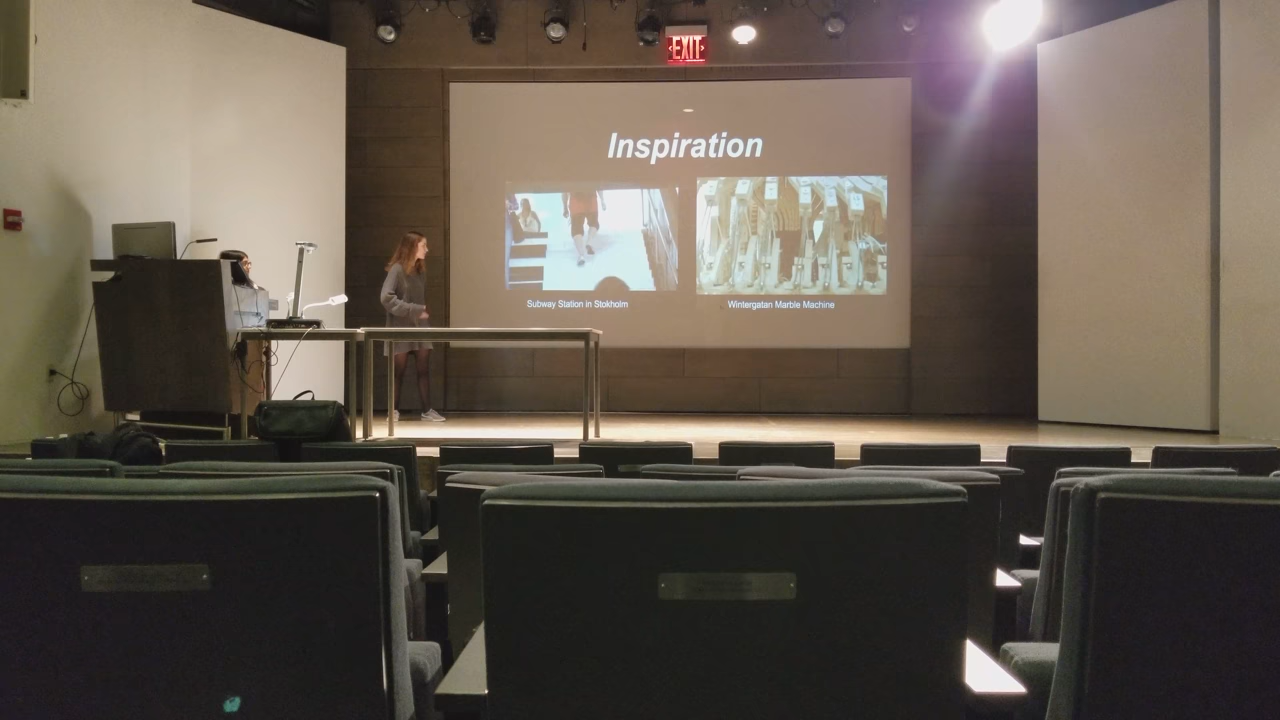 EXIT
Inspiration
Subway Station in Stokholm
Wintergatan Marble Machine